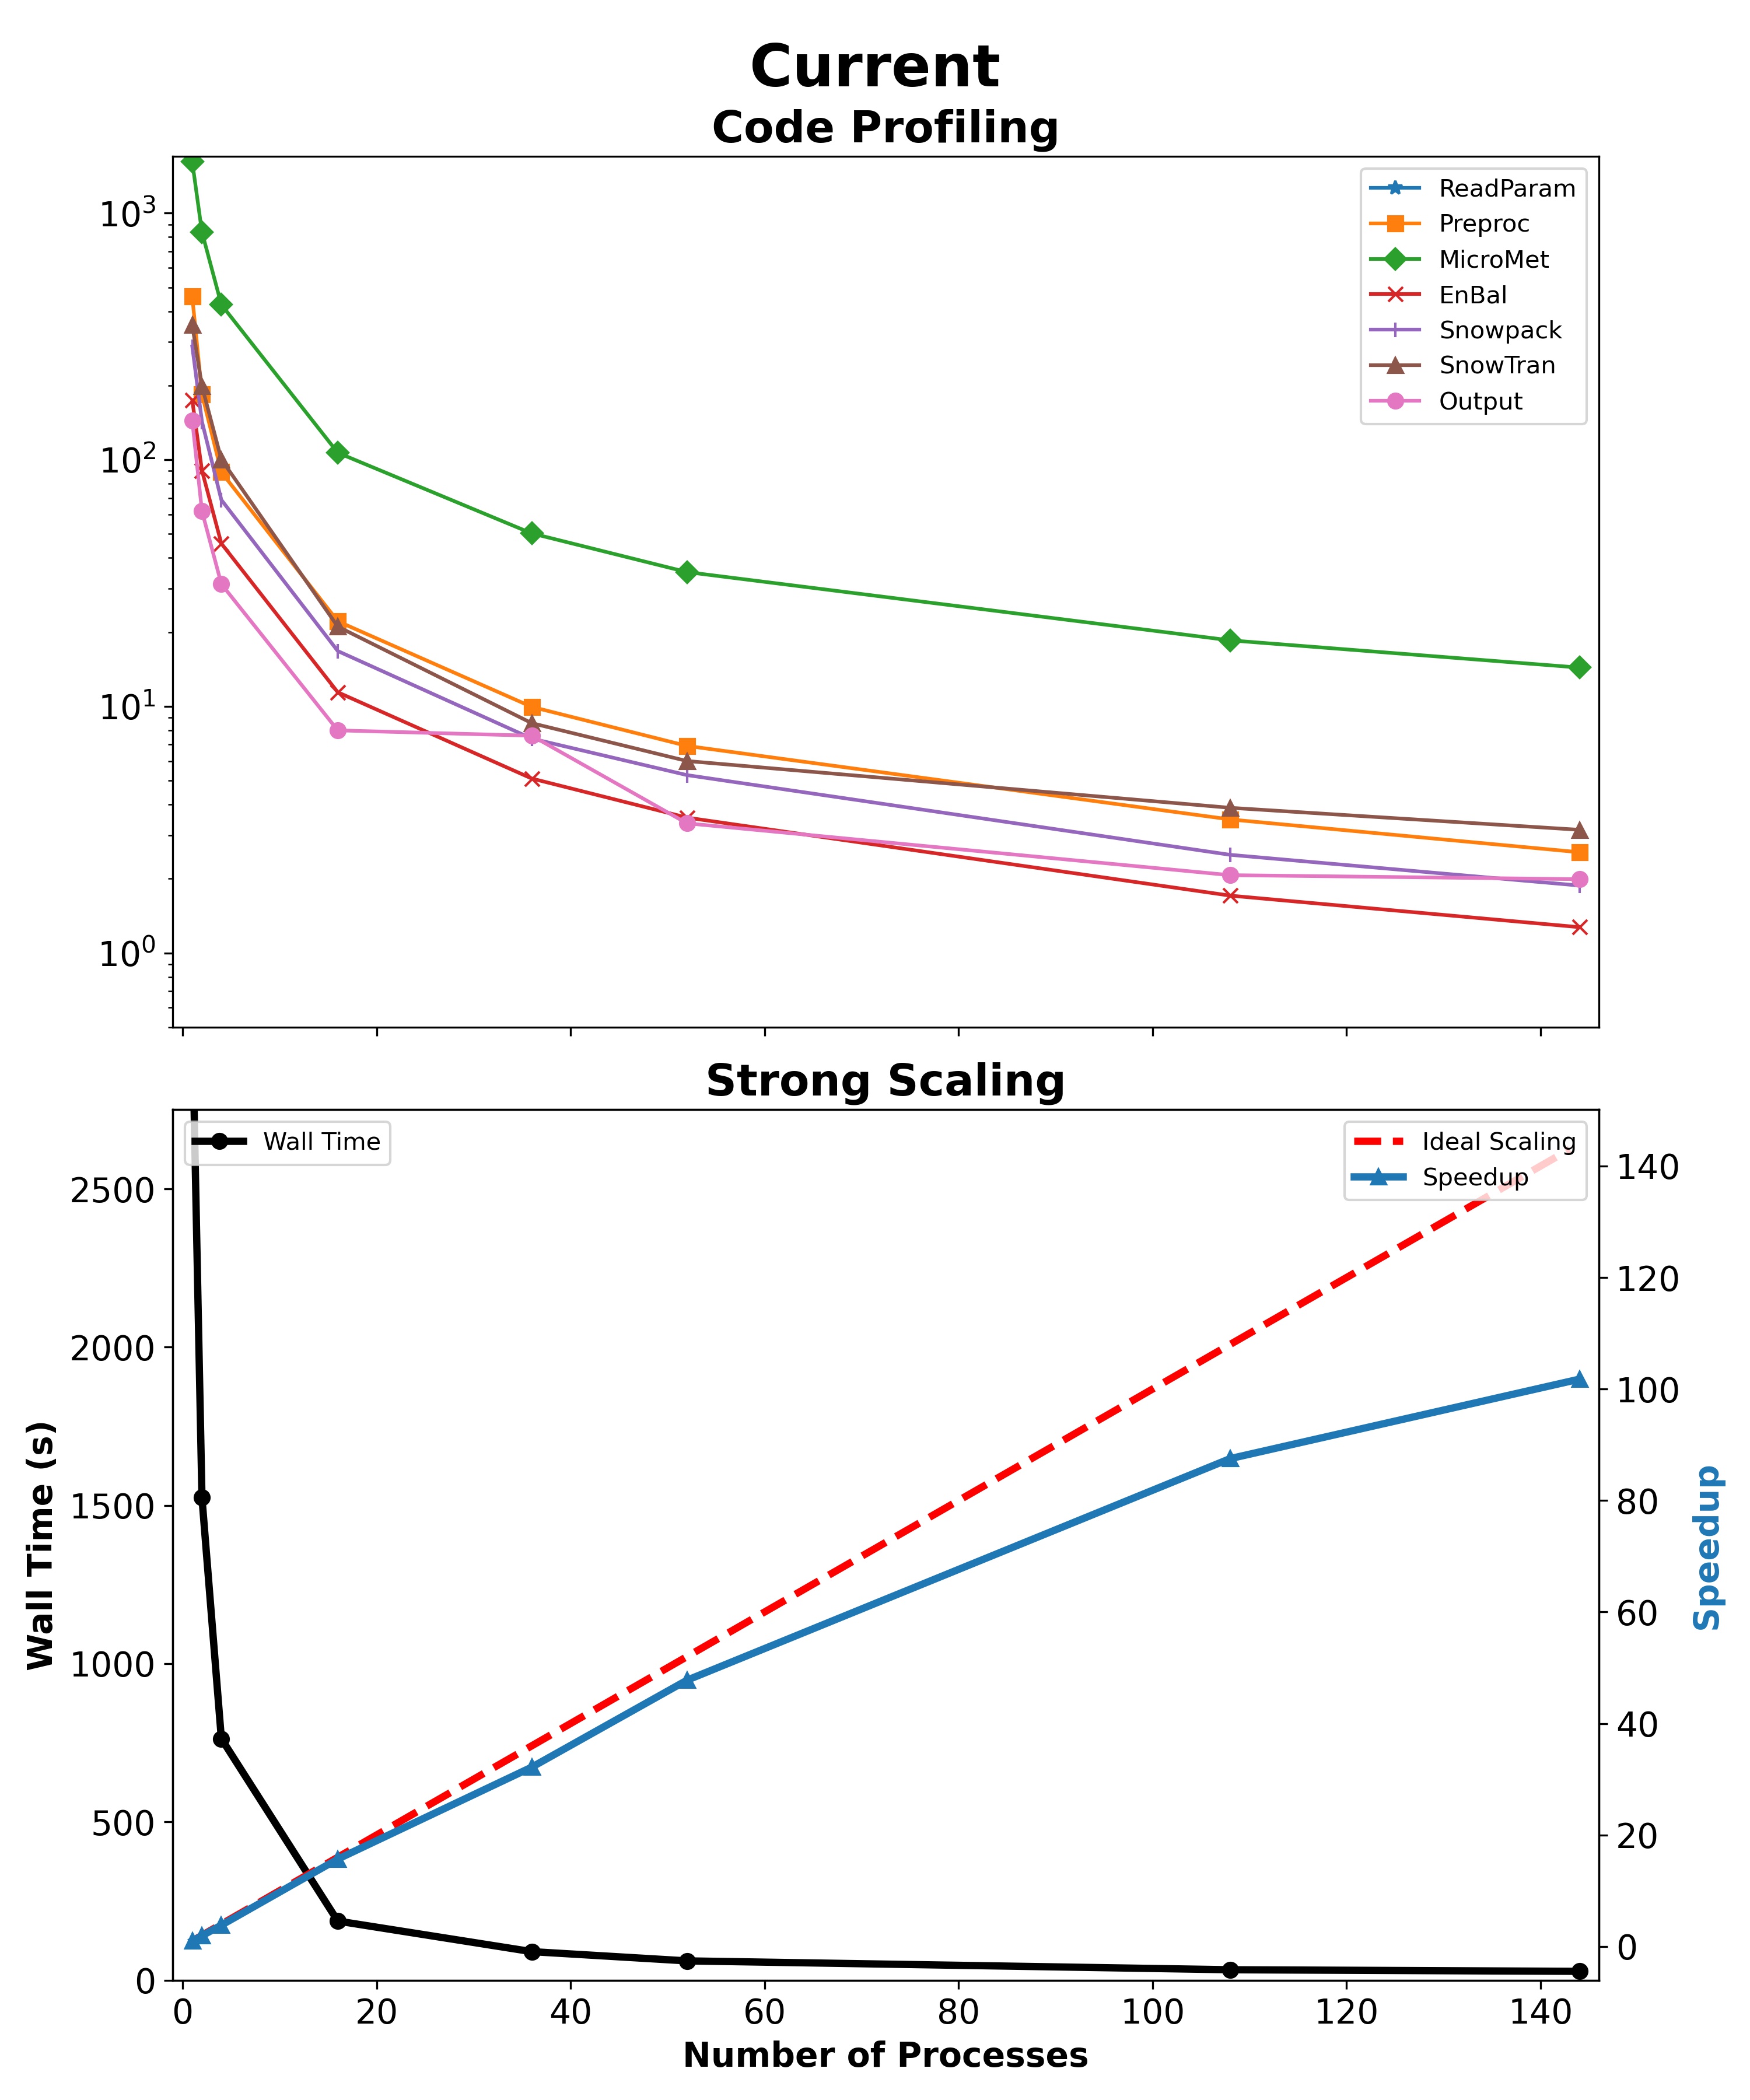 Current
Code Profiling
10³
10²
10¹
10⁰
ReadParam
Preproc
MicroMet
EnBal
Snowpack
SnowTran
Output
Strong Scaling
Wall Time (s)
2500
2000
1500
1000
500
0
Wall Time
Ideal Scaling
Speedup
140
120
100
80
60
40
20
0
Speedup
0 20 40 60 80 100 120 140
Number of Processes